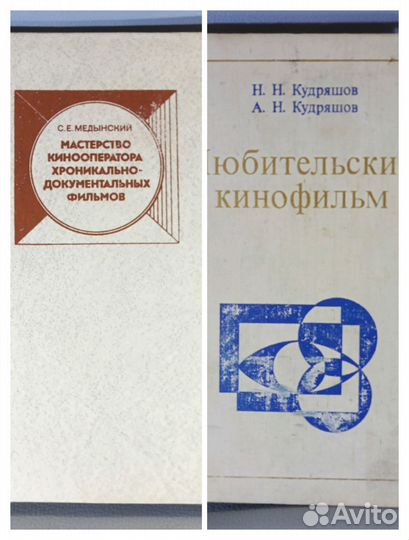 С.Е.МЕДЫНСКИЙ
МАСТЕРСТВО
КИНООПЕРАТОРА
ХРОНИКАЛЬНО-
ДОКУМЕНТАЛЬНЫХ
ФИЛЬМОВ
Н. Н. Кудряшов
А. Н. Кудряшов
Любительски
кинофильм
Avito